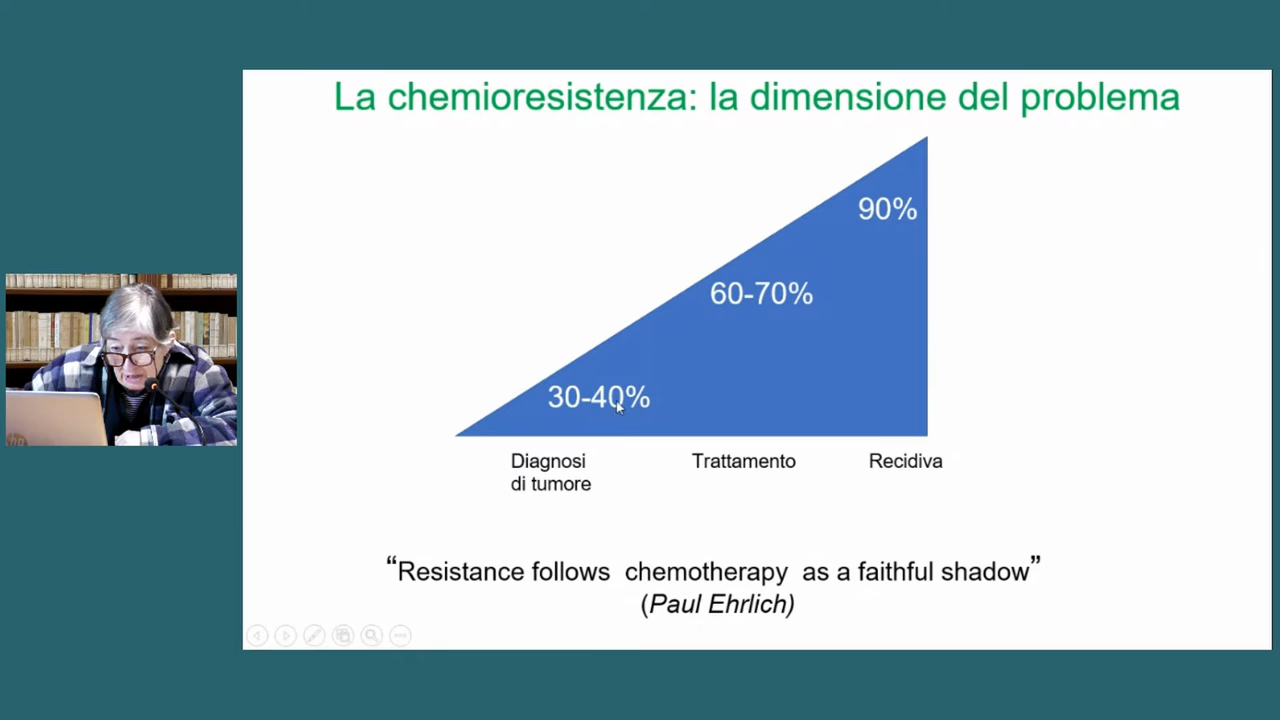 La chemioresistenza: la dimensione del problema
90%
60-70%
30-40%
Diagnosi
di tumore
Trattamento
Recidiva
“Resistance follows chemotherapy as a faithful shadow”
(Paul Ehrlich)
hp